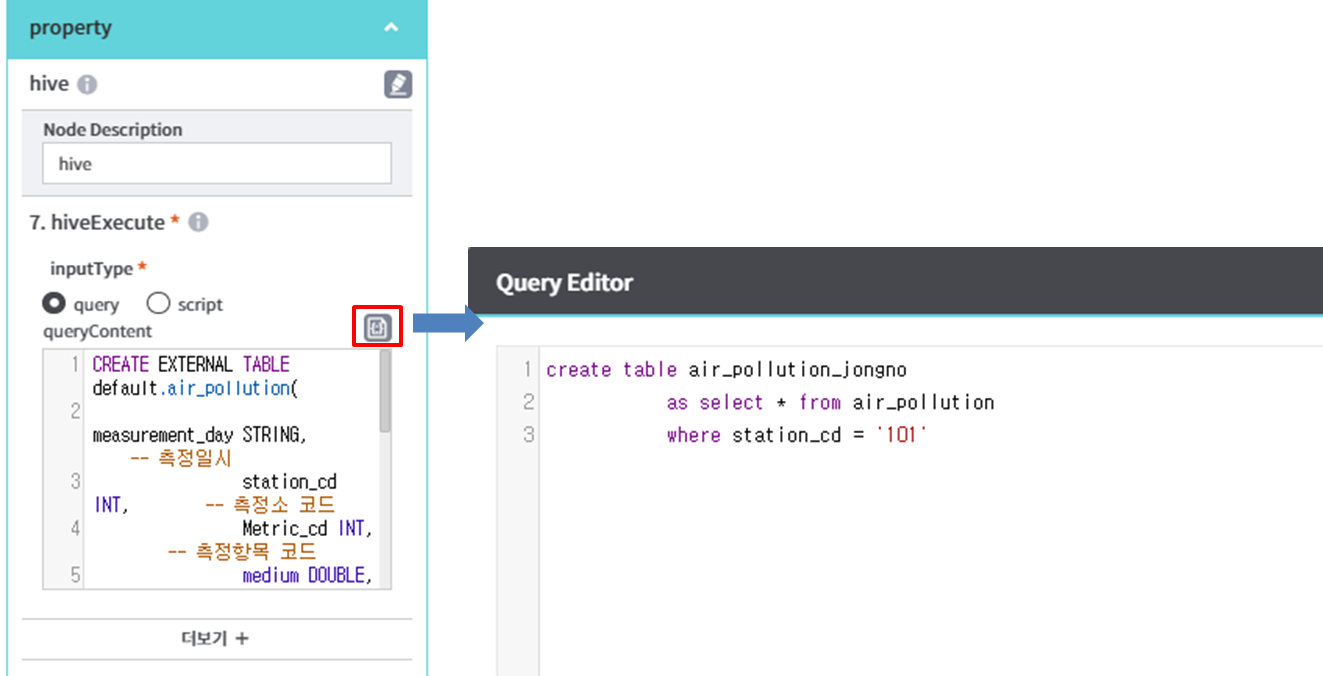 property
hive
Node Description
hive
7. hiveExecute *
inputType *
query script
queryContent
1 CREATE EXTERNAL TABLE
default.air_pollution(
2
measurement_day STRING,
-- 측정일시
3 station_cd
INT, -- 측정소 코드
4 Metric_cd INT,
-- 측정항목 코드
5 medium DOUBLE,
더보기 +
Query Editor
1 create table air_pollution_jongno
2 as select * from air_pollution
3 where station_cd = '101'